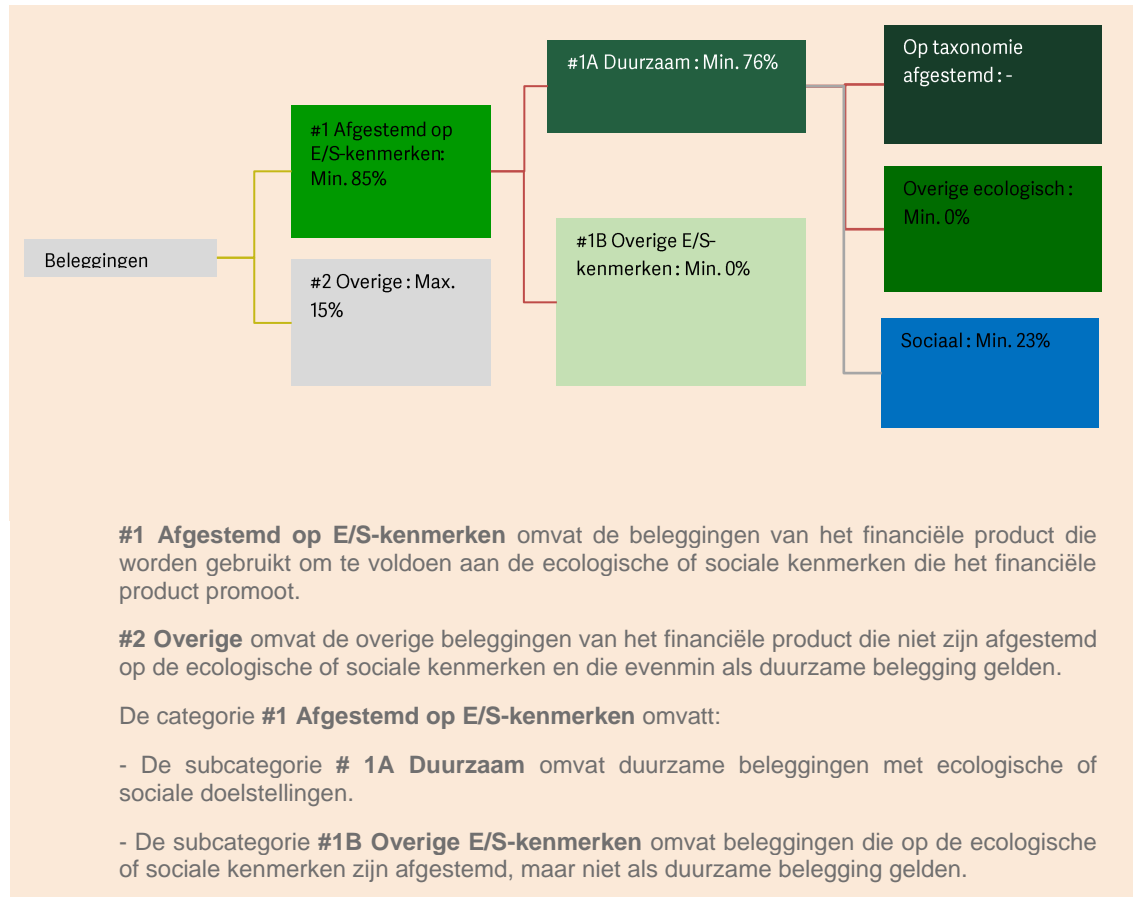 #1A Duurzaam : Min. 76%
Op taxonomie
afgestemd : -
#1 Afgestemd op
E/S-kenmerken:
Min. 85%
Overige ecologisch :
Min. 0%
#1B Overige E/S-
kenmerken : Min. 0%
Beleggingen
#2 Overige : Max.
15%
Sociaal : Min. 23%
#1 Afgestemd op E/S-kenmerken omvat de beleggingen van het financiële product die
worden gebruikt om te voldoen aan de ecologische of sociale kenmerken die het financiële
product promoot.
#2 Overige omvat de overige beleggingen van het financiële product die niet zijn afgestemd
op de ecologische of sociale kenmerken en die evenmin als duurzame belegging gelden.
De categorie #1 Afgestemd op E/S-kenmerken omvatt:
- De subcategorie # 1A Duurzaam omvat duurzame beleggingen met ecologische of
sociale doelstellingen.
- De subcategorie #1B Overige E/S-kenmerken omvat beleggingen die op de ecologische
of sociale kenmerken zijn afgestemd, maar niet als duurzame belegging gelden.